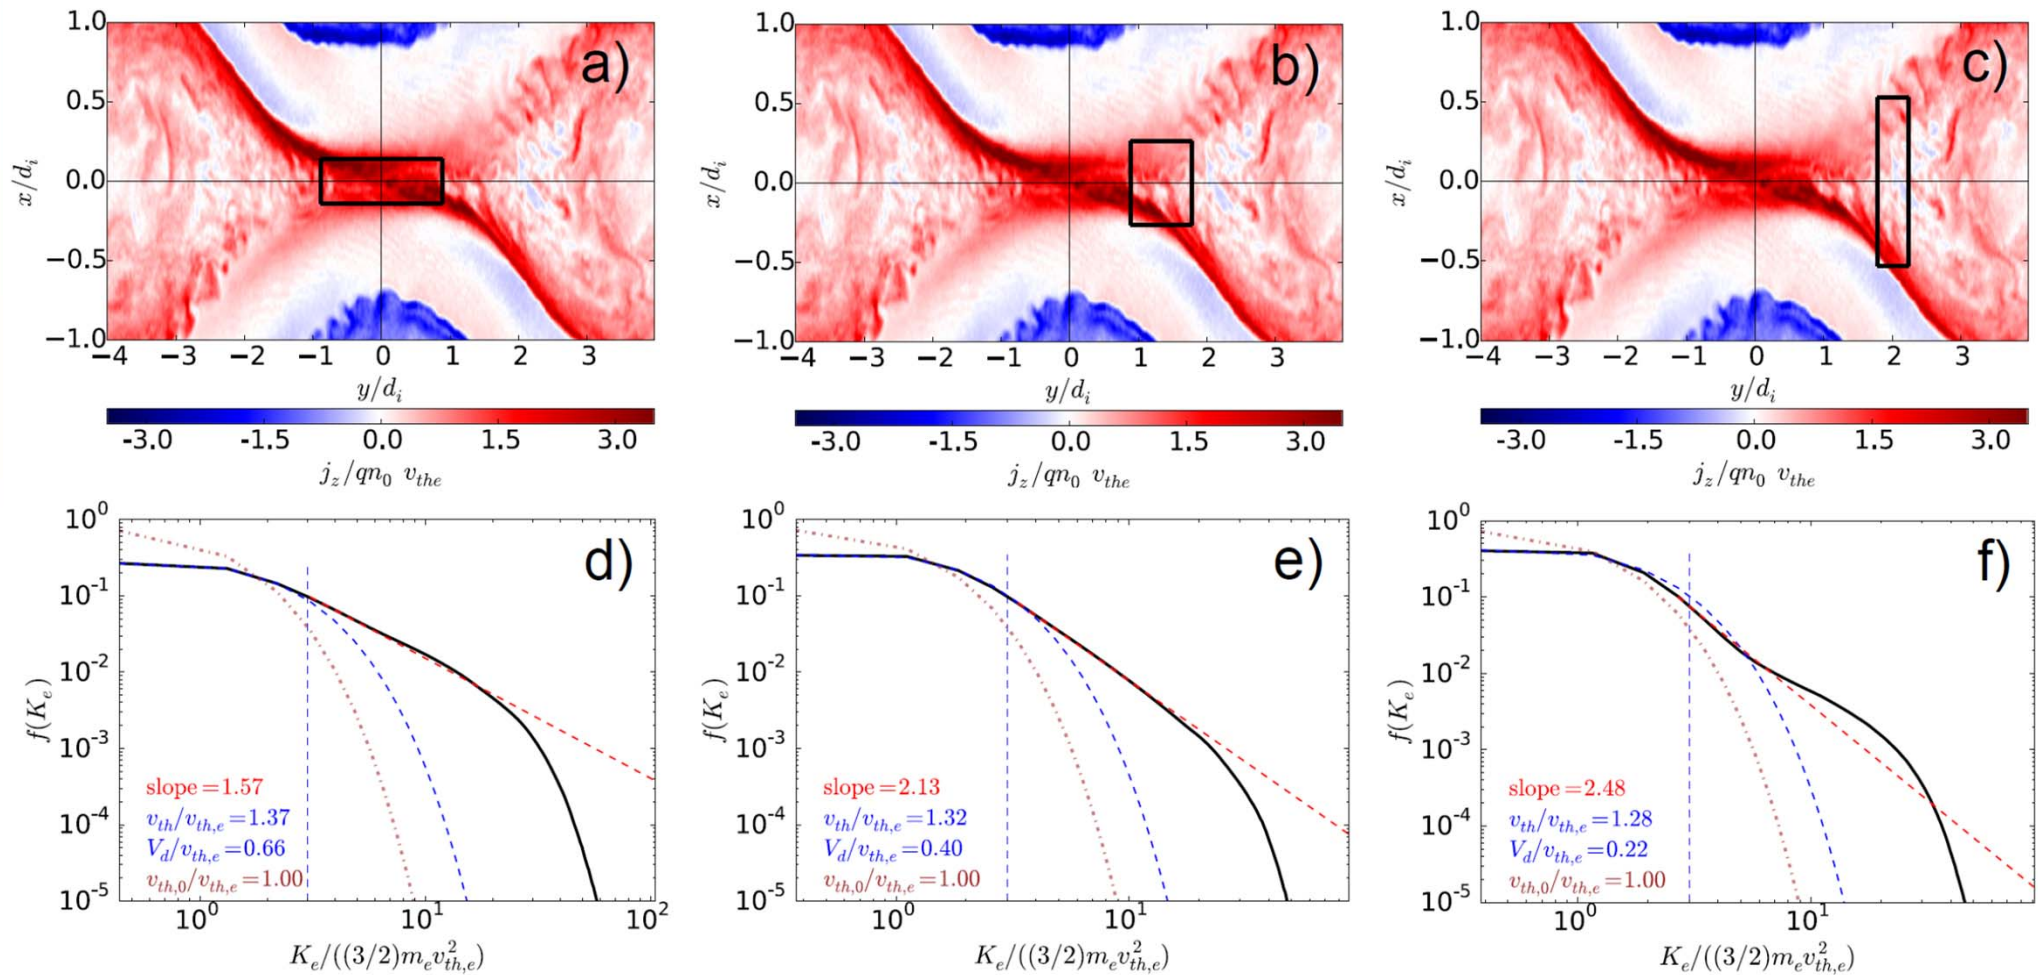 a)
1.0
0.5
0.0
−0.5
−1.0
x/d_i
−4 −3 −2 −1 0 1 2 3
y/d_i
-3.0 -1.5 0.0 1.5 3.0
j_z/qn_0 v_the
b)
1.0
0.5
0.0
−0.5
−1.0
x/d_i
−4 −3 −2 −1 0 1 2 3
y/d_i
-3.0 -1.5 0.0 1.5 3.0
j_z/qn_0 v_the
c)
1.0
0.5
0.0
−0.5
−1.0
x/d_i
−4 −3 −2 −1 0 1 2 3
y/d_i
-3.0 -1.5 0.0 1.5 3.0
j_z/qn_0 v_the
d)
10^0
10^-1
10^-2
10^-3
10^-4
10^-5
f(K_e)
slope=1.57
v_th/v_th,e=1.37
V_d/v_th,e=0.66
v_th,0/v_th,e=1.00
10^0 10^1 10^2
K_e/((3/2)m_e v^2_th,e)
e)
10^0
10^-1
10^-2
10^-3
10^-4
10^-5
f(K_e)
slope=2.13
v_th/v_th,e=1.32
V_d/v_th,e=0.40
v_th,0/v_th,e=1.00
10^0 10^1
K_e/((3/2)m_e v^2_th,e)
f)
10^0
10^-1
10^-2
10^-3
10^-4
10^-5
f(K_e)
slope=2.48
v_th/v_th,e=1.28
V_d/v_th,e=0.22
v_th,0/v_th,e=1.00
10^0 10^1
K_e/((3/2)m_e v^2_th,e)